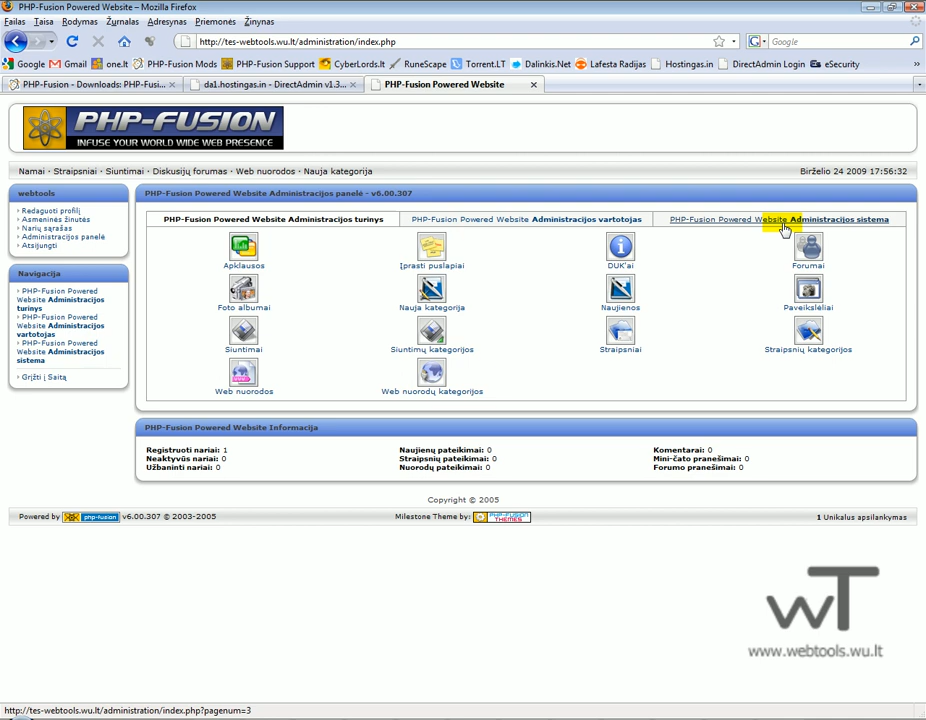 PHP-Fusion Powered Website – Mozilla Firefox
Failas Taisa Rodymas Žurnalas Adresynas Priemonės Žinynas
http://tes-webtools.wu.lt/administration/index.php
Google
Google Gmail one.lt PHP-Fusion Mods PHP-Fusion Support CyberLords.lt RuneScape Torrent.LT Dalinkis.Net Lafesta Radijas Hostingas.in DirectAdmin Login eSecurity »
PHP-Fusion - Downloads: PHP-Fusi... da1.hostingas.in - DirectAdmin v1.3... PHP-Fusion Powered Website
PHP-FUSION
INFUSE YOUR WORLD WIDE WEB PRESENCE
Namai · Straipsniai · Siuntimai · Diskusijų forumas · Web nuorodos · Nauja kategorija
Birželio 24 2009 17:56:32
webtools
Redaguoti profilį
Asmeninės žinutės
Narių sąrašas
Administracijos panelė
Atsijungti
Navigacija
PHP-Fusion Powered
Website Administracijos
turinys
PHP-Fusion Powered
Website Administracijos
vartotojas
PHP-Fusion Powered
Website Administracijos
sistema
Grįžti į Saitą
PHP-Fusion Powered Website Administracijos panelė - v6.00.307
PHP-Fusion Powered Website Administracijos turinys
PHP-Fusion Powered Website Administracijos vartotojas
PHP-Fusion Powered Website Administracijos sistema
Apklausos Įprasti puslapiai DUK'ai Forumai
Foto albumai Nauja kategorija Naujienos Paveikslėliai
Siuntimai Siuntimų kategorijos Straipsniai Straipsnių kategorijos
Web nuorodos Web nuorodų kategorijos
PHP-Fusion Powered Website Informacija
Registruoti nariai: 1
Neaktyvūs nariai: 0
Užbaninti nariai: 0
Naujienų pateikimai: 0
Straipsnių pateikimai: 0
Nuorodų pateikimai: 0
Komentarai: 0
Mini-čato pranešimai: 0
Forumo pranešimai: 0
Copyright © 2005
Powered by php-fusion v6.00.307 © 2003-2005
Milestone Theme by: PHP-FUSION THEMES
1 Unikalus apsilankymas
wT
www.webtools.wu.lt
http://tes-webtools.wu.lt/administration/index.php?pagenum=3